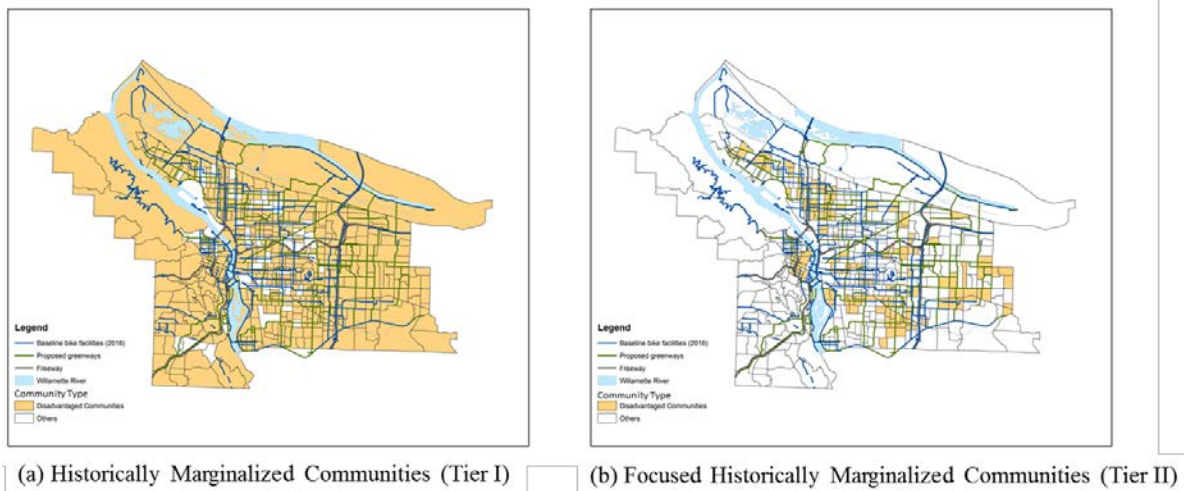 Legend
Baseline bike facilities (2016)
Proposed greenways
Freeway
Willamette River
Community Type
Disadvantaged Communities
Others
(a) Historically Marginalized Communities (Tier I)
Legend
Baseline bike facilities (2016)
Proposed greenways
Freeway
Willamette River
Community Type
Disadvantaged Communities
Others
(b) Focused Historically Marginalized Communities (Tier II)